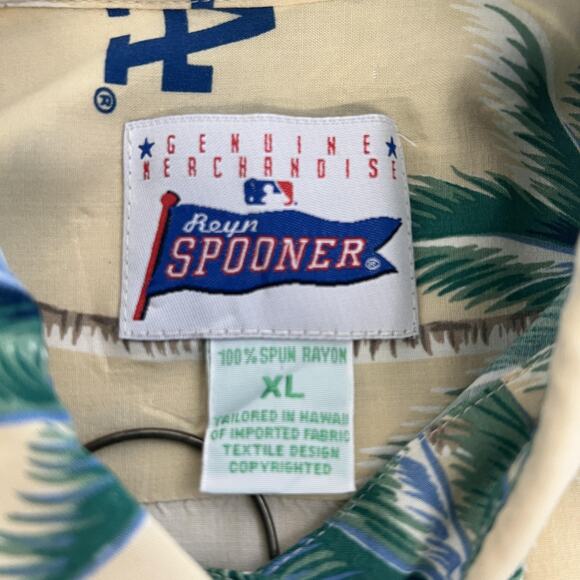 GENUINE
MERCHANDISE
Reyn
SPOONER®
100% SPUN RAYON
XL
TAILORED IN HAWAII
OF IMPORTED FABRIC
TEXTILE DESIGN
COPYRIGHTED
®